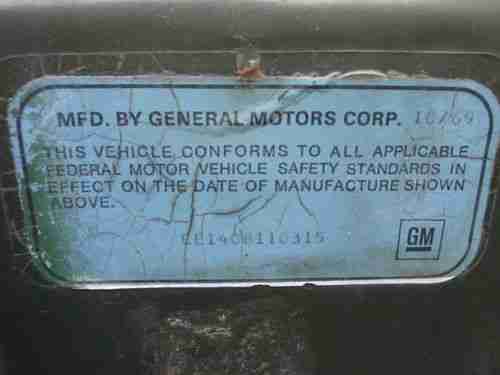 MFD. BY GENERAL MOTORS CORP. 10/69
THIS VEHICLE CONFORMS TO ALL APPLICABLE
FEDERAL MOTOR VEHICLE SAFETY STANDARDS IN
EFFECT ON THE DATE OF MANUFACTURE SHOWN
ABOVE.
CE140B110315
GM